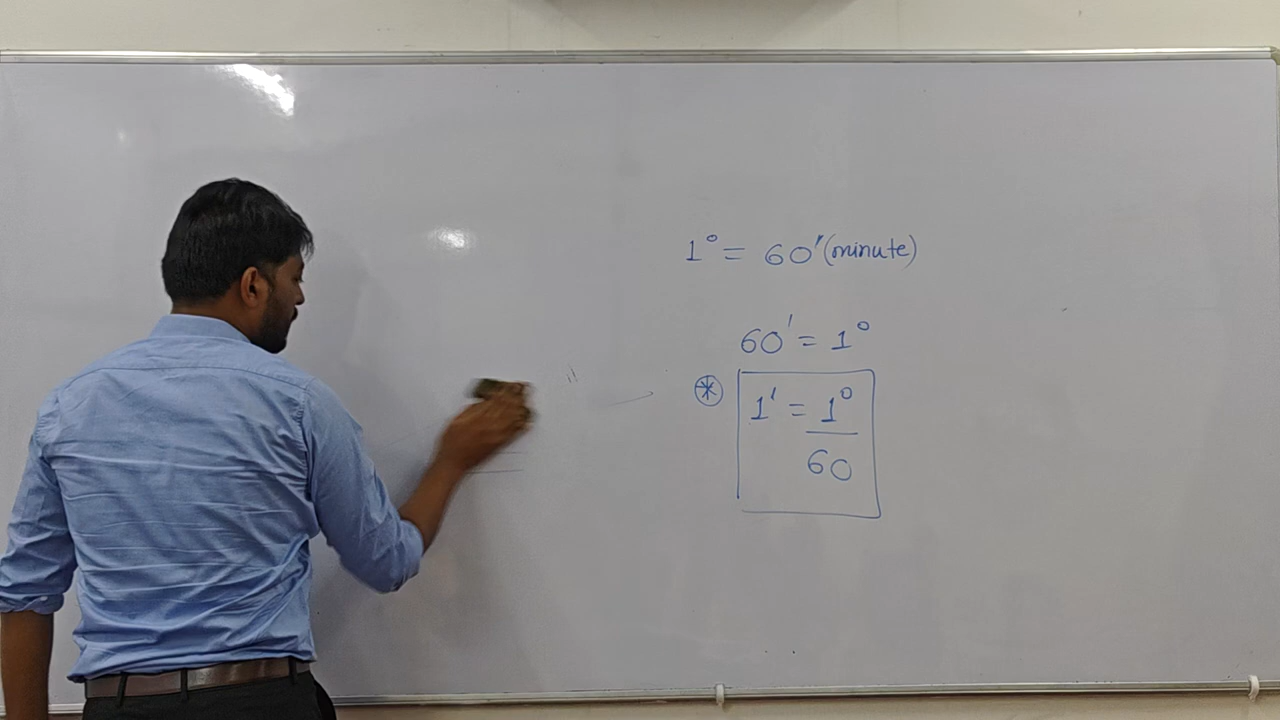 1° = 60' (minute)
60' = 1°
⊛ 1' = 1°
60